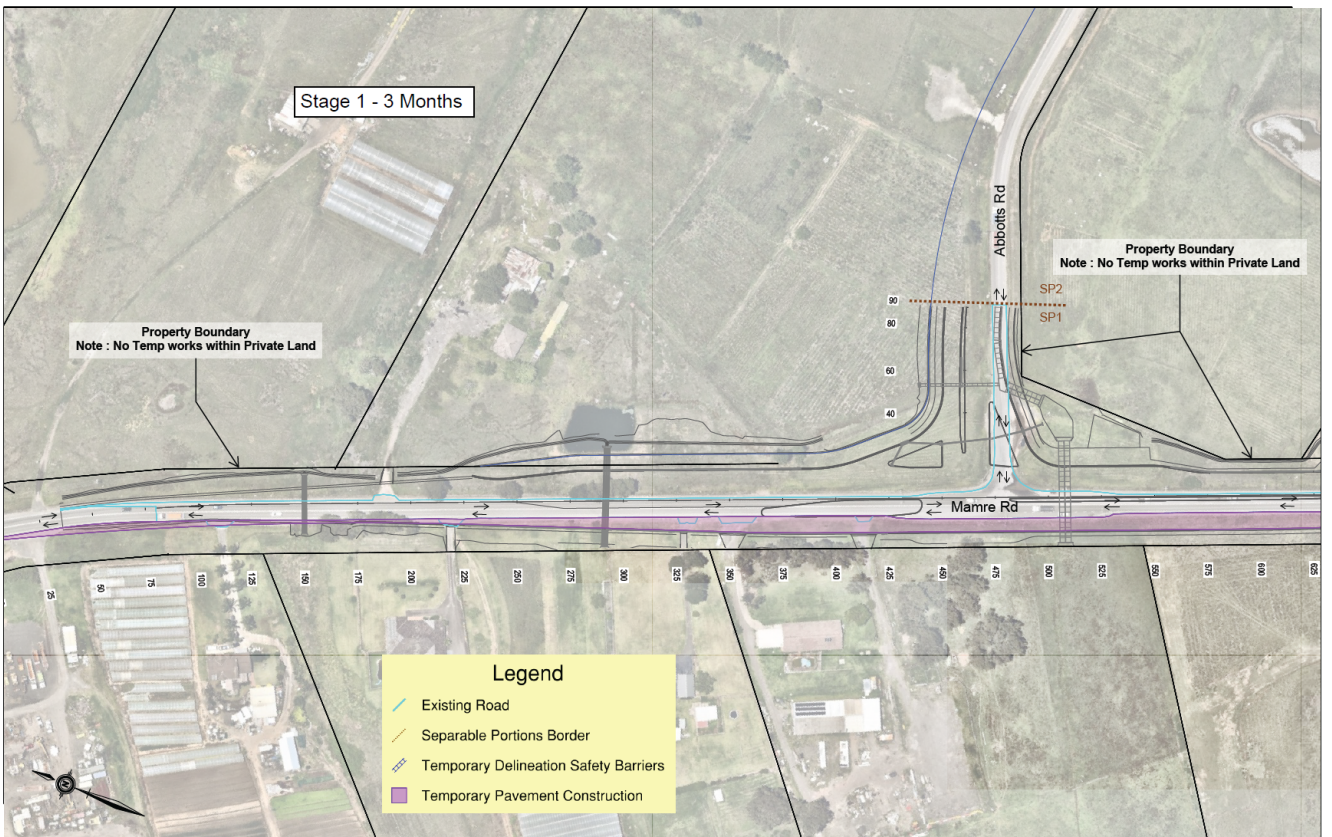 Stage 1 - 3 Months
Abbotts Rd
Property Boundary
Note : No Temp works within Private Land
SP2
SP1
90
80
60
40
Property Boundary
Note : No Temp works within Private Land
Mamre Rd
25
50
75
100
125
150
175
200
225
250
275
300
325
350
375
400
425
450
475
500
525
550
575
600
625
Legend
Existing Road
Separable Portions Border
Temporary Delineation Safety Barriers
Temporary Pavement Construction
N